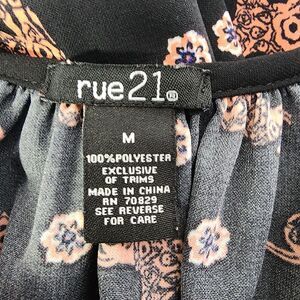 rue21®
M
100% POLYESTER
EXCLUSIVE
OF TRIMS
MADE IN CHINA
RN 70829
SEE REVERSE
FOR CARE